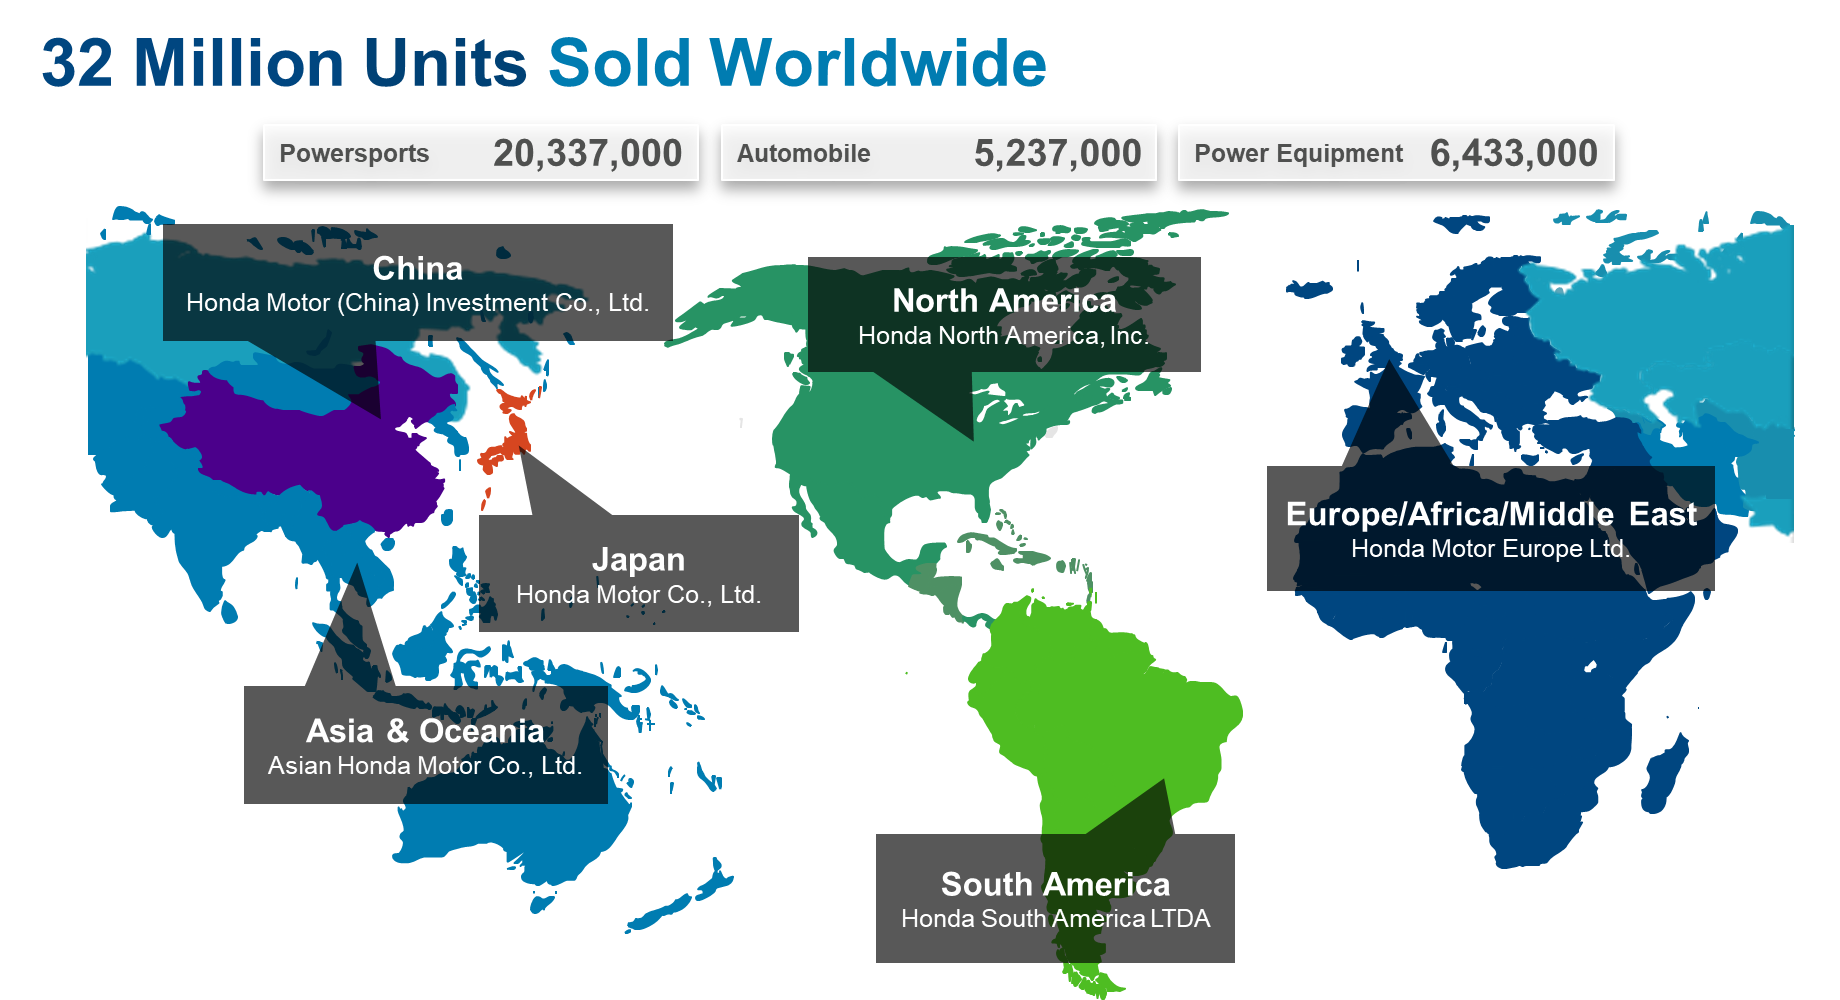 32 Million Units Sold Worldwide
Powersports 20,337,000
Automobile 5,237,000
Power Equipment 6,433,000
China
Honda Motor (China) Investment Co., Ltd.
North America
Honda North America, Inc.
Europe/Africa/Middle East
Honda Motor Europe Ltd.
Japan
Honda Motor Co., Ltd.
Asia & Oceania
Asian Honda Motor Co., Ltd.
South America
Honda South America LTDA